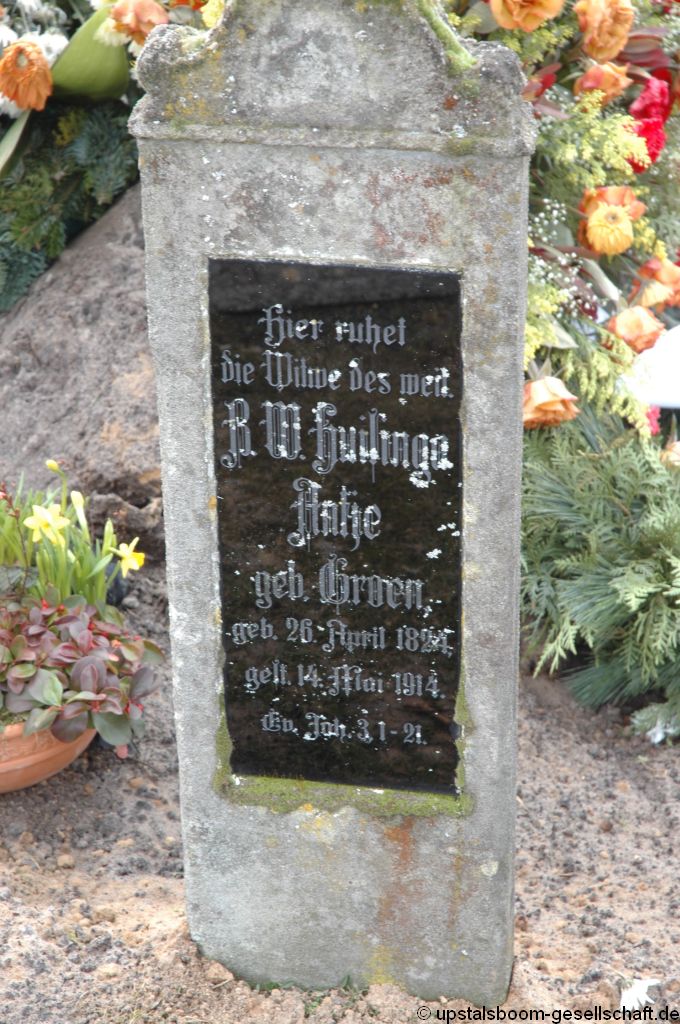 Hier ruhet
die Witwe des weil.
B. W. Huilinga
Antje
geb. Groen,
geb. 26. April 1824,
gest. 14. Mai 1914.
Ev. Joh. 3, 1-21.
© upstalsboom-gesellschaft.de